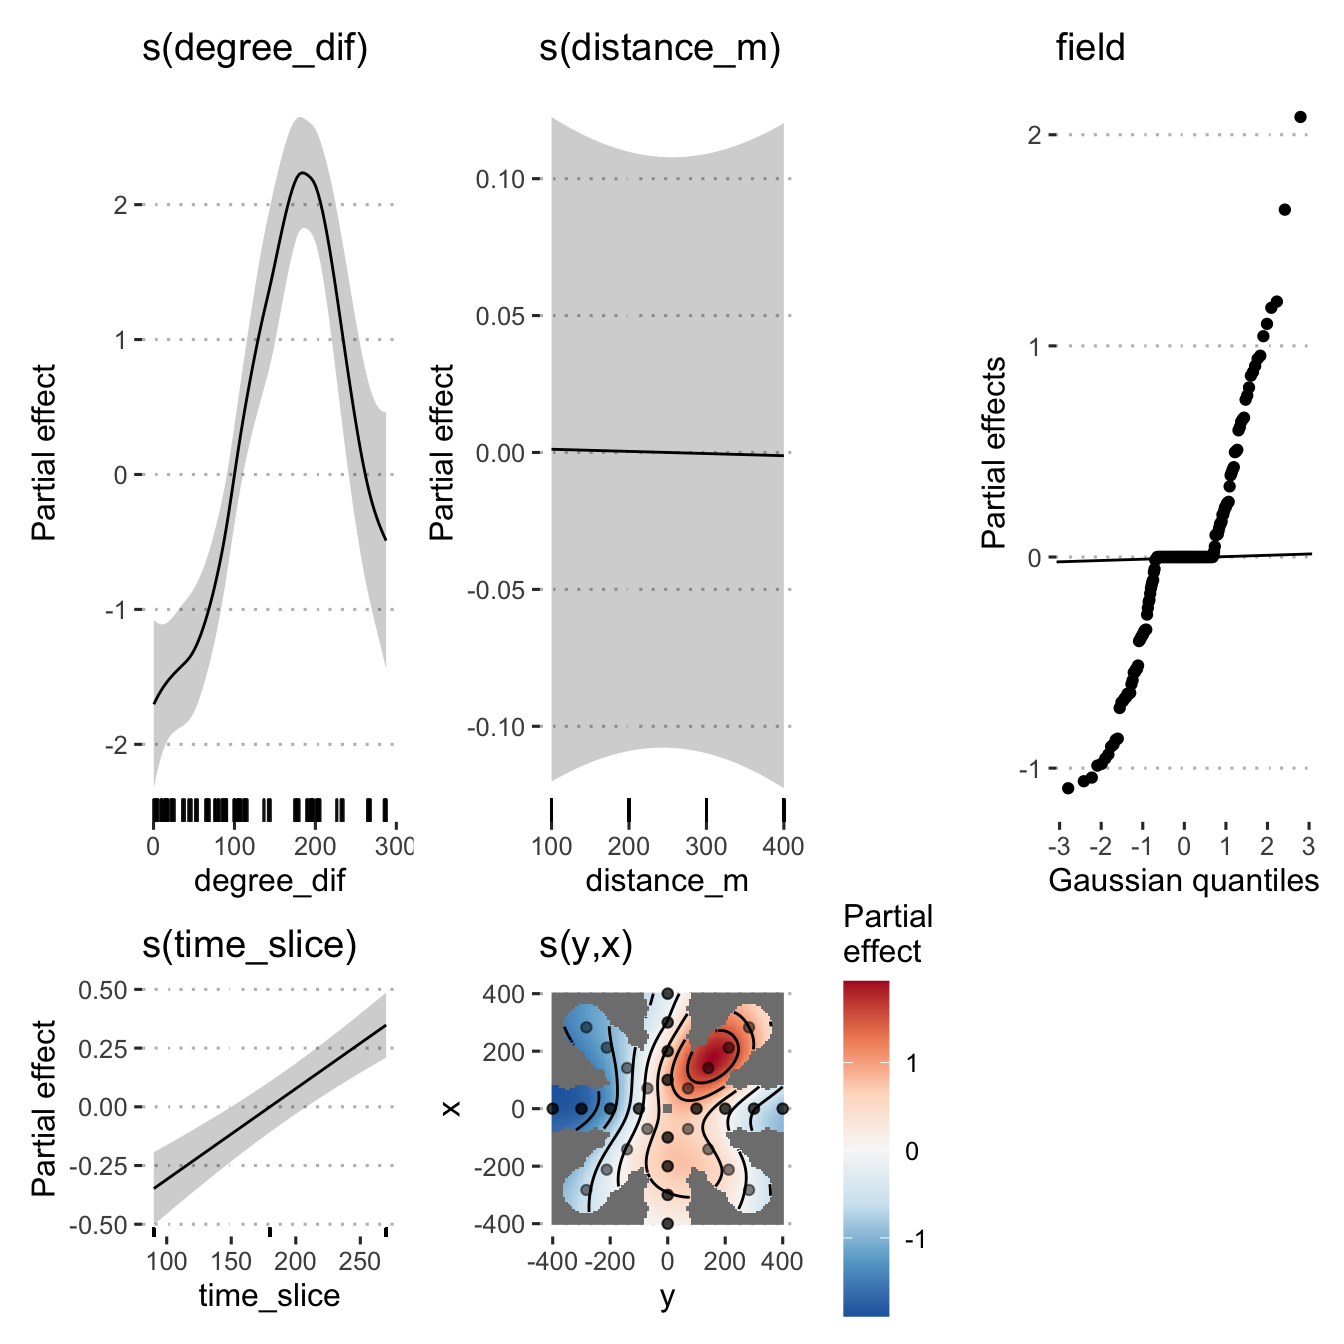 s(degree_dif)
Partial effect
2
1
0
-1
-2
0 100 200 300
degree_dif
s(distance_m)
Partial effect
0.10
0.05
0.00
-0.05
-0.10
100 200 300 400
distance_m
field
Partial effects
2
1
0
-1
-3 -2 -1 0 1 2 3
Gaussian quantiles
s(time_slice)
Partial effect
0.50
0.25
0.00
-0.25
-0.50
100 150 200 250
time_slice
s(y,x)
x
400
200
0
-200
-400
-400 -200 0 200 400
y
Partial
effect
1
0
-1